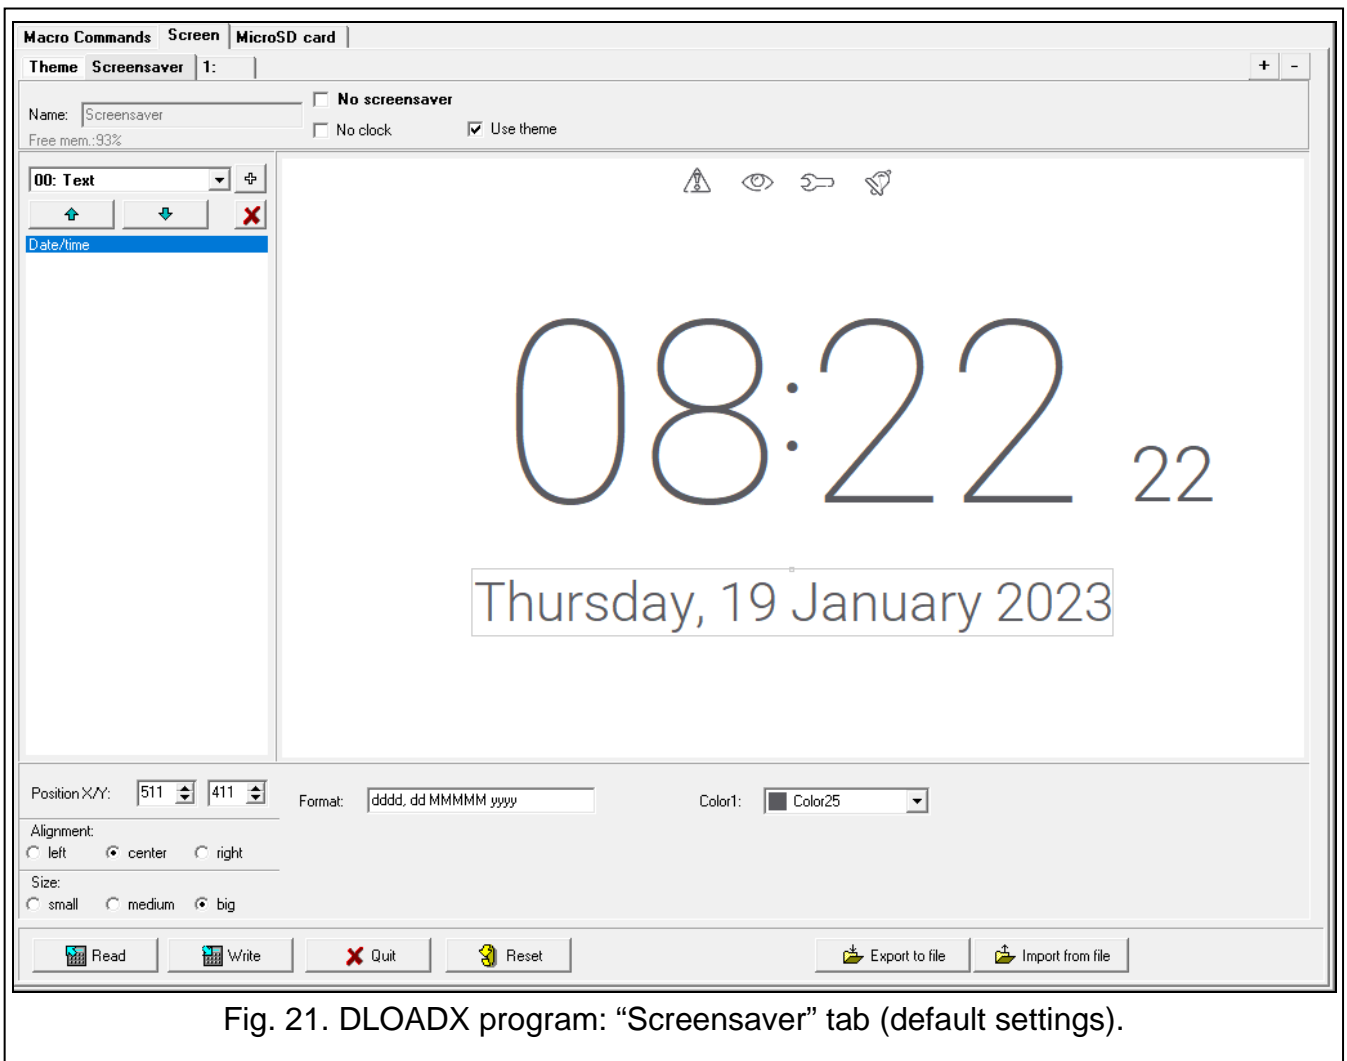 Macro Commands Screen MicroSD card
Theme Screensaver 1: + -
No screensaver
Name: Screensaver
No clock Use theme
Free mem.:93%
00: Text
Date/time
08:22 22
Thursday, 19 January 2023
Position X/Y: 511 411 Format: dddd, dd MMMMM yyyy Color1: Color25
Alignment:
left center right
Size:
small medium big
Read Write Quit Reset Export to file Import from file
Fig. 21. DLOADX program: “Screensaver” tab (default settings).